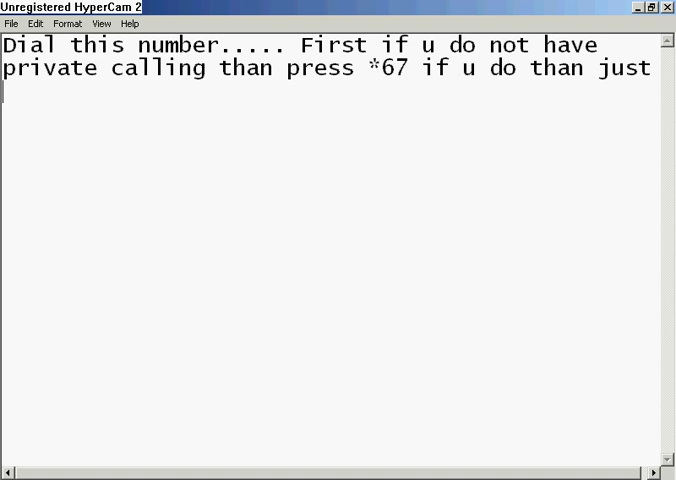 Unregistered HyperCam 2
File Edit Format View Help
Dial this number..... First if u do not have
private calling than press *67 if u do than just